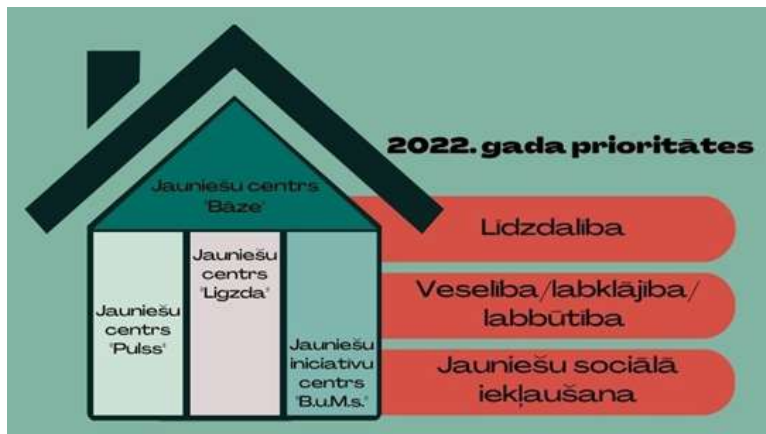 2022. gada prioritātes
Jauniešu centrs
"Bāze"
Jauniešu
centrs
"Pulss"
Jauniešu
centrs
"Ligzda"
Jauniešu
iniciatīvu
centrs
"B.u.M.s."
Līdzdalība
Veselība/labklājība/
labbūtība
Jauniešu sociālā
iekļaušana